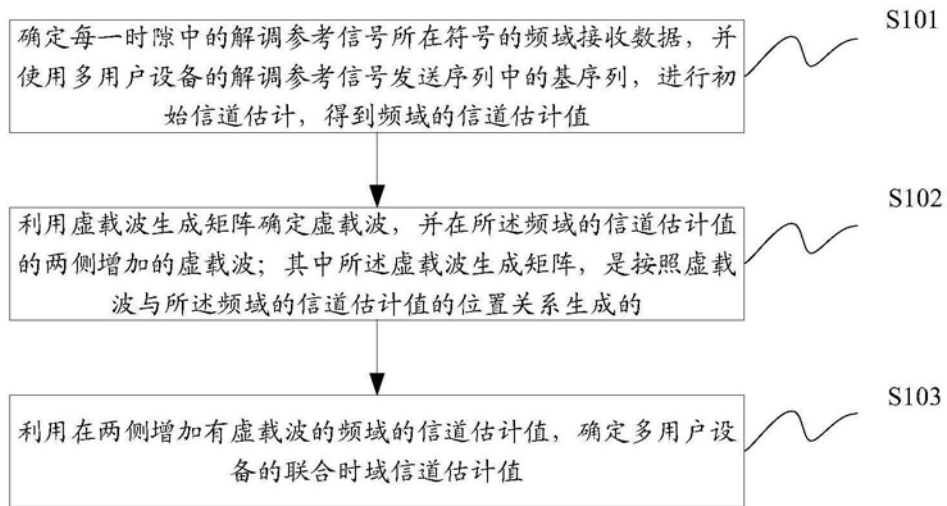 S101
确定每一时隙中的解调参考信号所在符号的频域接收数据，并
使用多用户设备的解调参考信号发送序列中的基序列，进行初
始信道估计，得到频域的信道估计值
S102
利用虚载波生成矩阵确定虚载波，并在所述频域的信道估计值
的两侧增加的虚载波；其中所述虚载波生成矩阵，是按照虚载
波与所述频域的信道估计值的位置关系生成的
S103
利用在两侧增加有虚载波的频域的信道估计值，确定多用户设
备的联合时域信道估计值